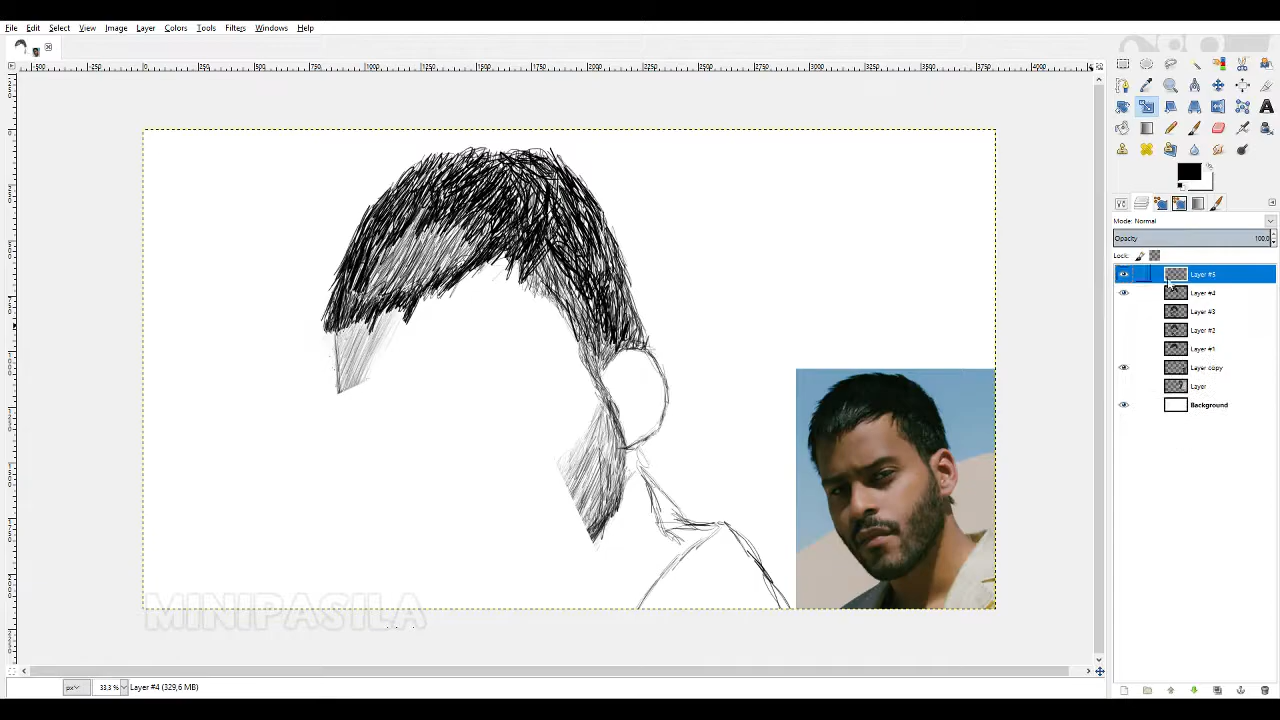 File Edit Select View Image Layer Colors Tools Filters Windows Help
Mode: Normal
Opacity 100.0
Lock:
Layer #5
Layer #4
Layer #3
Layer #2
Layer #1
Layer copy
Layer
Background
MINIPASILA
px 33.3 % Layer #4 (329,6 MB)